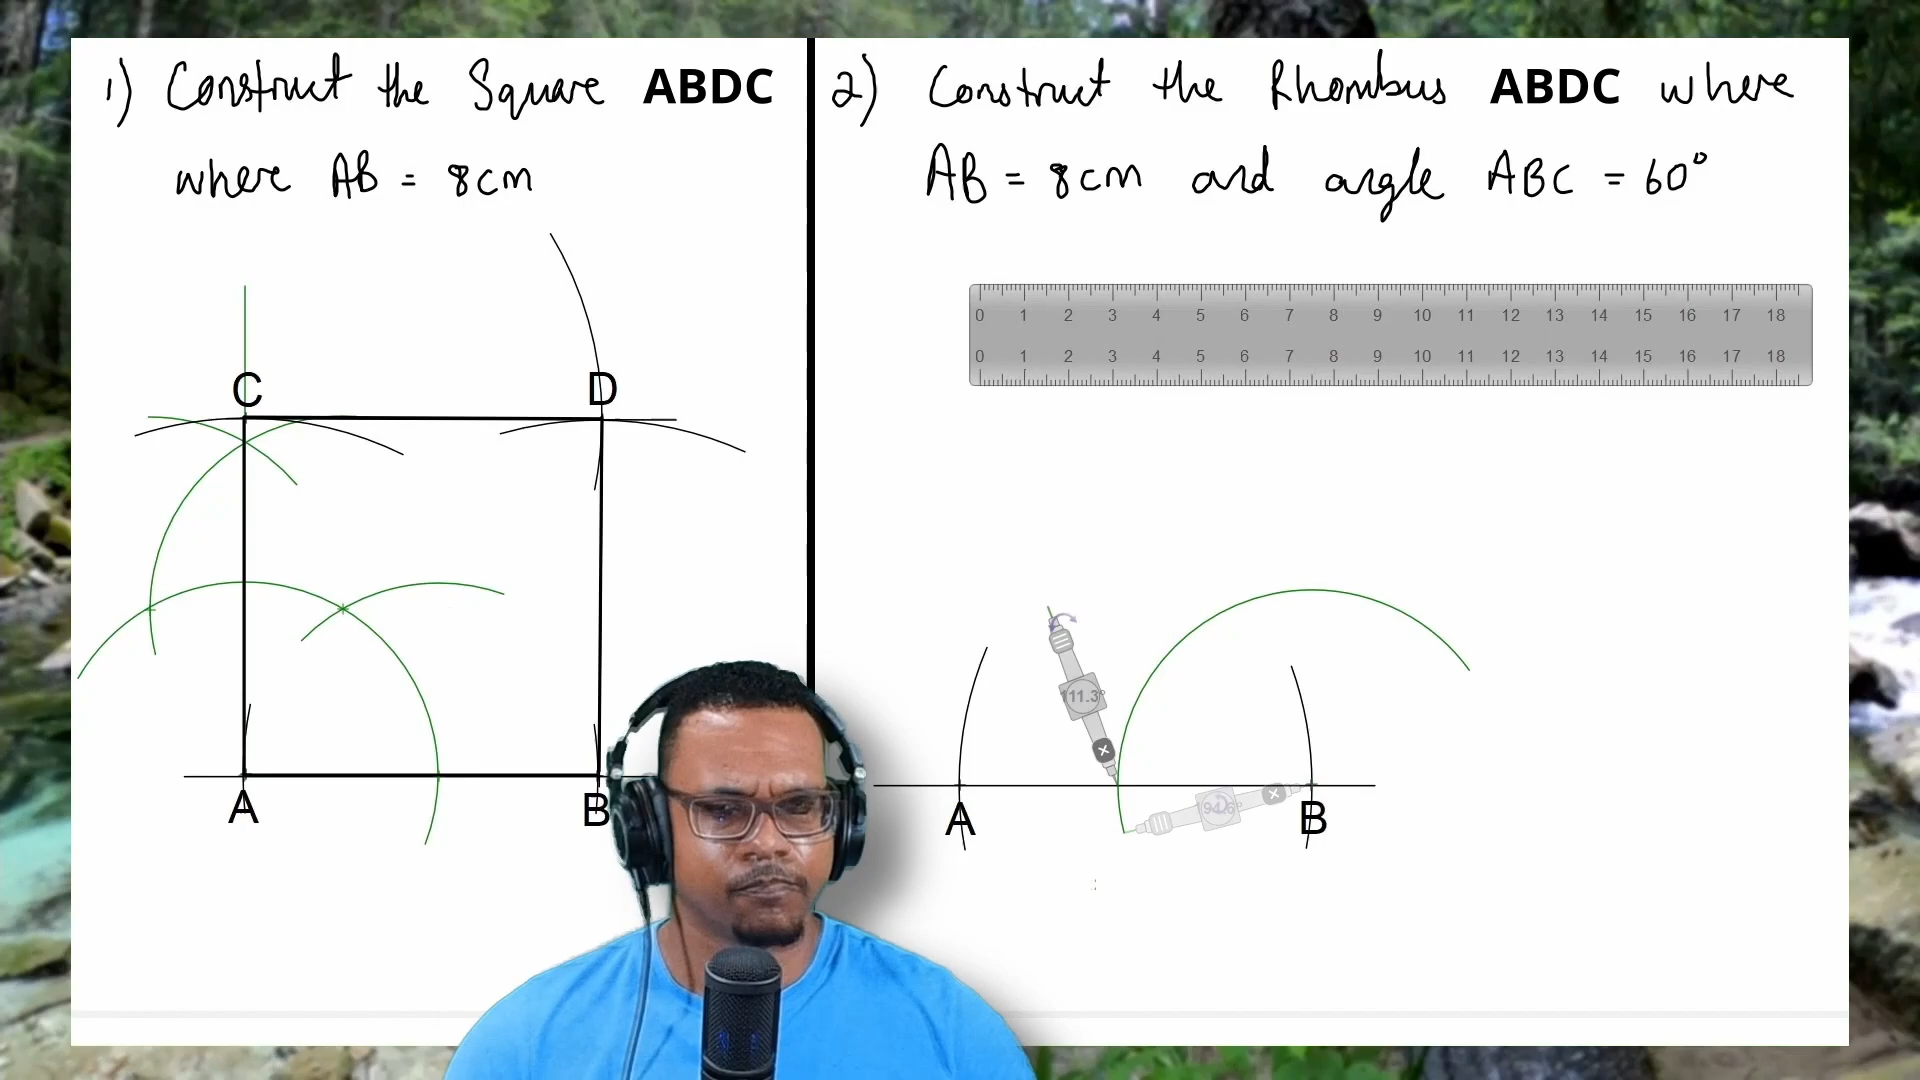 1) Construct the Square ABDC
where AB = 8cm
C D
A B
2) Construct the Rhombus ABDC where
AB = 8cm and angle ABC = 60°
0 1 2 3 4 5 6 7 8 9 10 11 12 13 14 15 16 17 18
0 1 2 3 4 5 6 7 8 9 10 11 12 13 14 15 16 17 18
111.3°
194.6°
A B